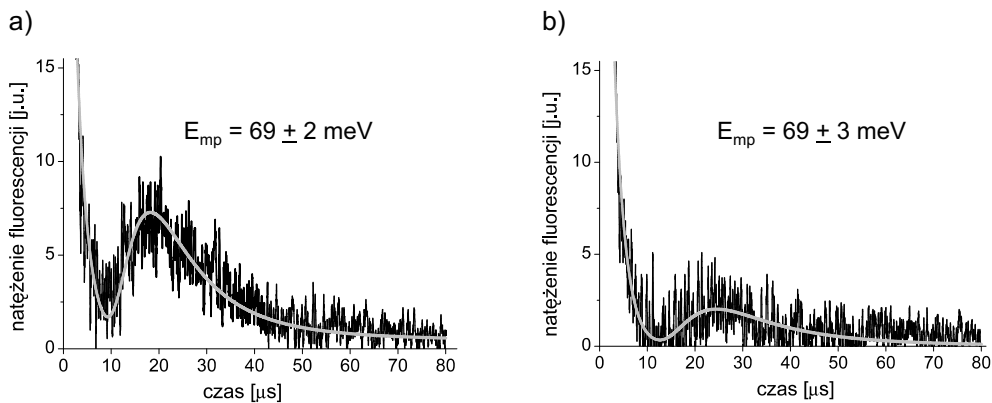 a)
natężenie fluorescencji [j.u.]
15
10
5
0
E_mp = 69 ± 2 meV
0 10 20 30 40 50 60 70 80
czas [μs]
b)
natężenie fluorescencji [j.u.]
15
10
5
0
E_mp = 69 ± 3 meV
0 10 20 30 40 50 60 70 80
czas [μs]